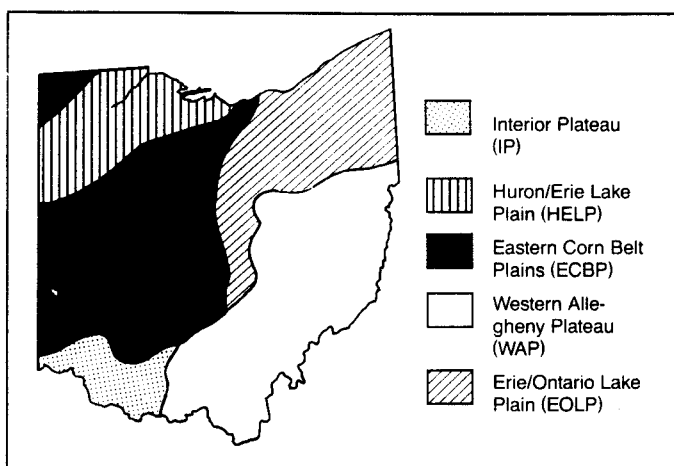 Interior Plateau
(IP)
Huron/Erie Lake
Plain (HELP)
Eastern Corn Belt
Plains (ECBP)
Western Alle-
gheny Plateau
(WAP)
Erie/Ontario Lake
Plain (EOLP)